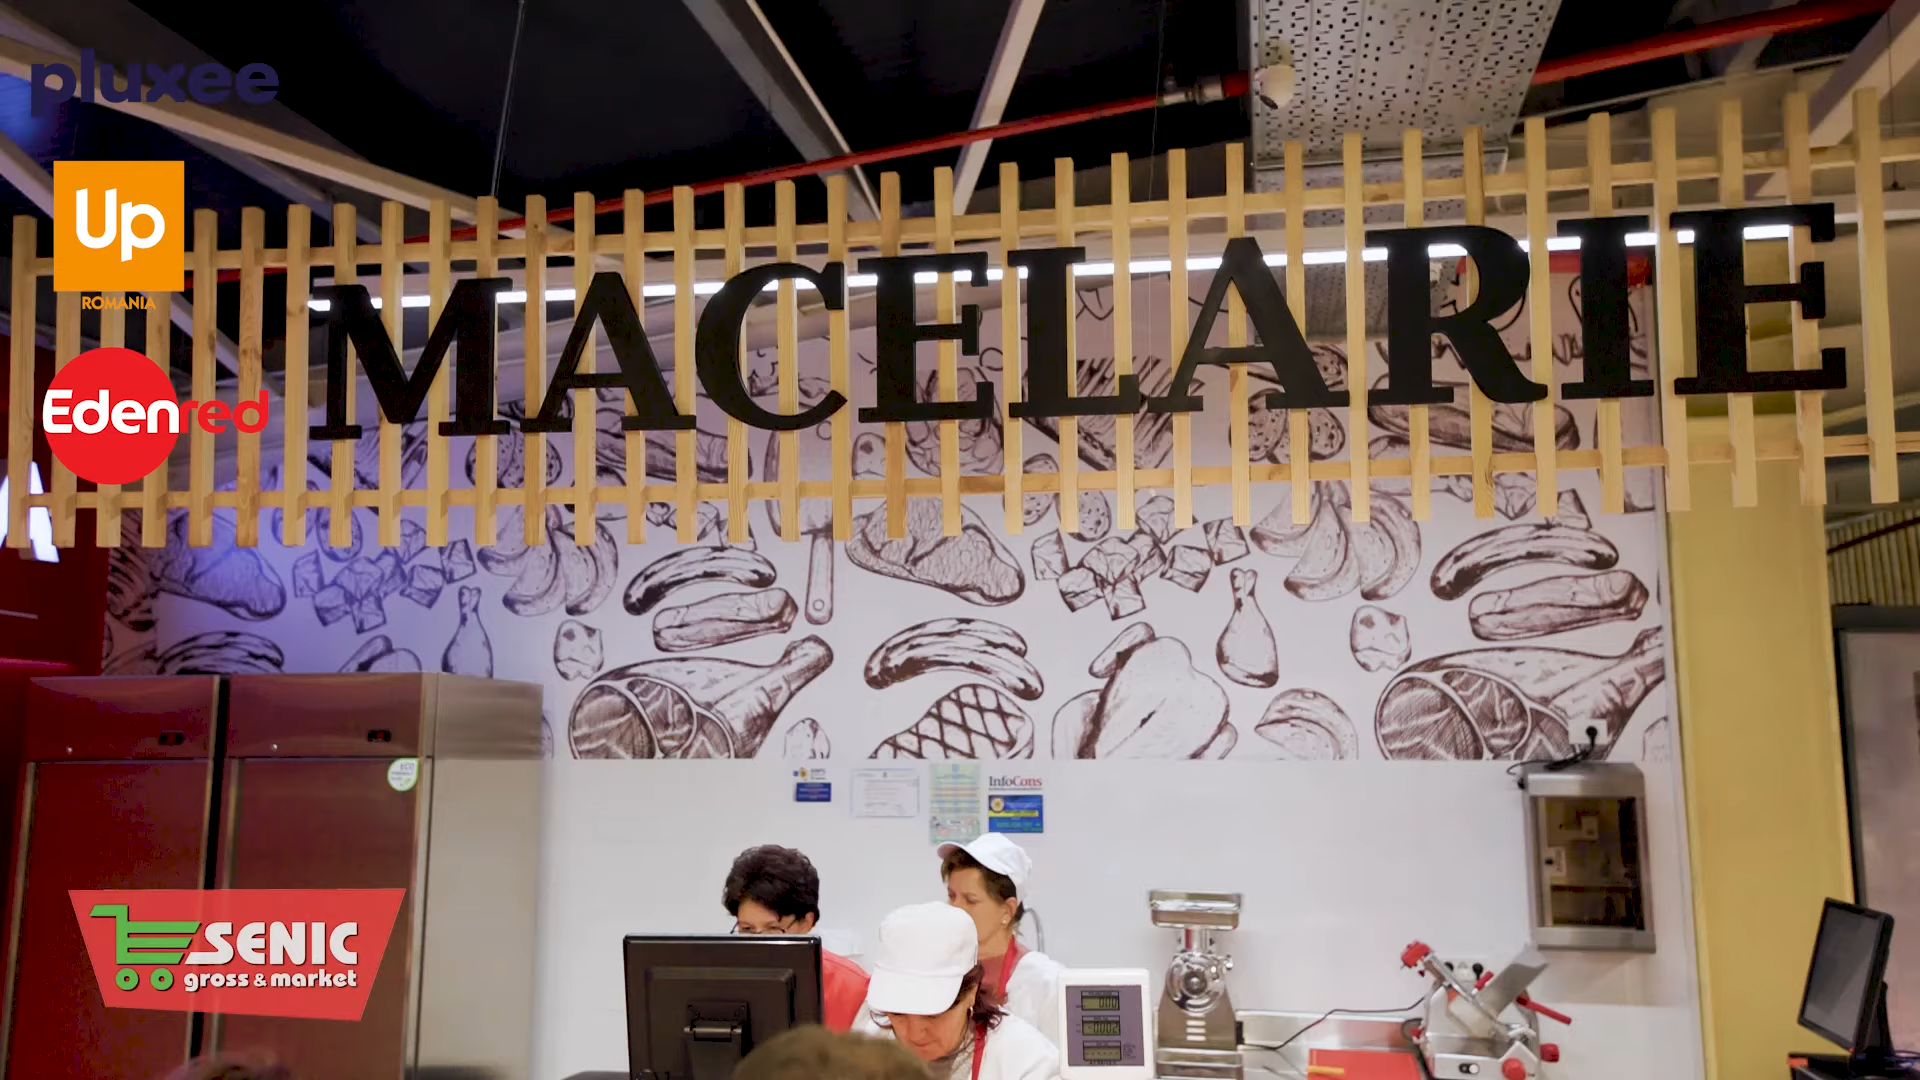 pluxee
Up
ROMANIA
Edenred
MACELARIE
A
InfoCons
SENIC
gross & market